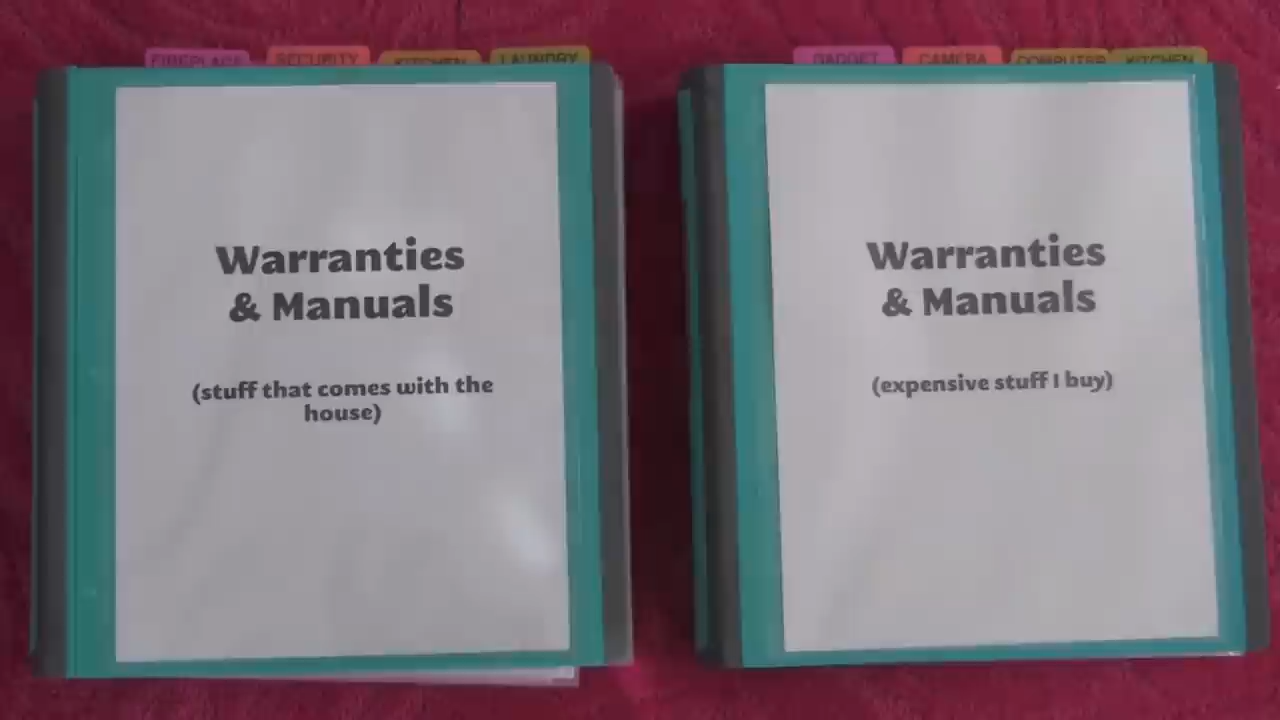 FIREPLACE SECURITY KITCHEN LAUNDRY
Warranties
& Manuals
(stuff that comes with the
house)
GADGET CAMERA COMPUTER KITCHEN
Warranties
& Manuals
(expensive stuff I buy)